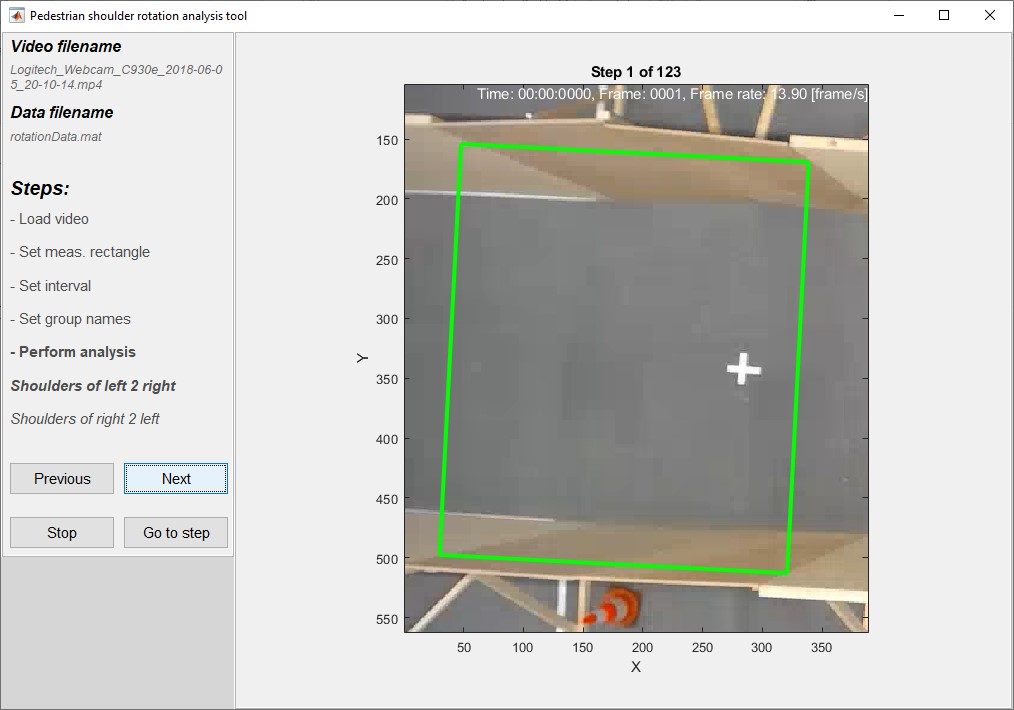 Pedestrian shoulder rotation analysis tool
Video filename
Logitech_Webcam_C930e_2018-06-0
5_20-10-14.mp4
Data filename
rotationData.mat
Steps:
- Load video
- Set meas. rectangle
- Set interval
- Set group names
- Perform analysis
Shoulders of left 2 right
Shoulders of right 2 left
Previous
Next
Stop
Go to step
Step 1 of 123
Time: 00:00:0000, Frame: 0001, Frame rate: 13.90 [frame/s]
150
200
250
300
350
400
450
500
550
Y
50
100
150
200
250
300
350
X